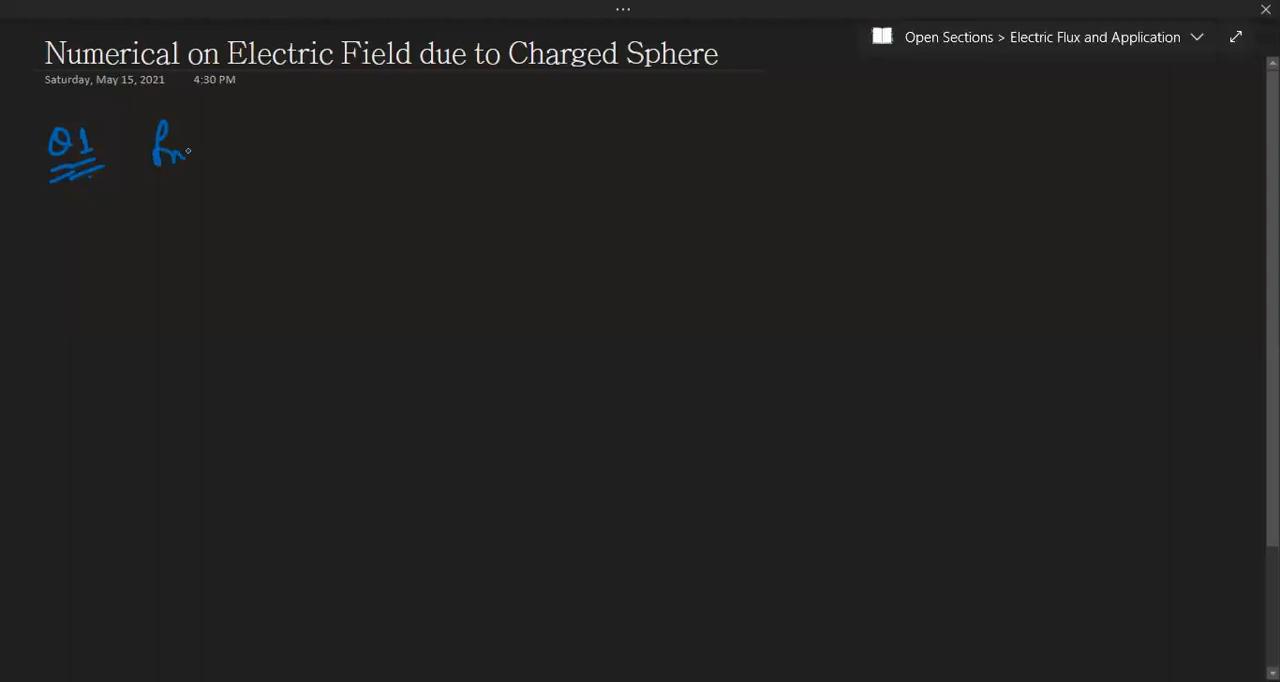 Open Sections > Electric Flux and Application
Numerical on Electric Field due to Charged Sphere
Saturday, May 15, 2021 4:30 PM
Q1